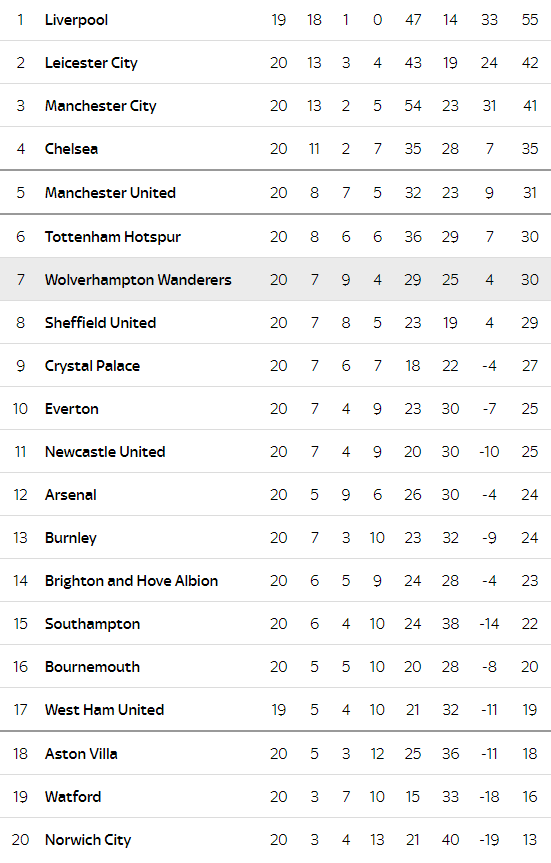 1 Liverpool 19 18 1 0 47 14 33 55
2 Leicester City 20 13 3 4 43 19 24 42
3 Manchester City 20 13 2 5 54 23 31 41
4 Chelsea 20 11 2 7 35 28 7 35
5 Manchester United 20 8 7 5 32 23 9 31
6 Tottenham Hotspur 20 8 6 6 36 29 7 30
7 Wolverhampton Wanderers 20 7 9 4 29 25 4 30
8 Sheffield United 20 7 8 5 23 19 4 29
9 Crystal Palace 20 7 6 7 18 22 -4 27
10 Everton 20 7 4 9 23 30 -7 25
11 Newcastle United 20 7 4 9 20 30 -10 25
12 Arsenal 20 5 9 6 26 30 -4 24
13 Burnley 20 7 3 10 23 32 -9 24
14 Brighton and Hove Albion 20 6 5 9 24 28 -4 23
15 Southampton 20 6 4 10 24 38 -14 22
16 Bournemouth 20 5 5 10 20 28 -8 20
17 West Ham United 19 5 4 10 21 32 -11 19
18 Aston Villa 20 5 3 12 25 36 -11 18
19 Watford 20 3 7 10 15 33 -18 16
20 Norwich City 20 3 4 13 21 40 -19 13